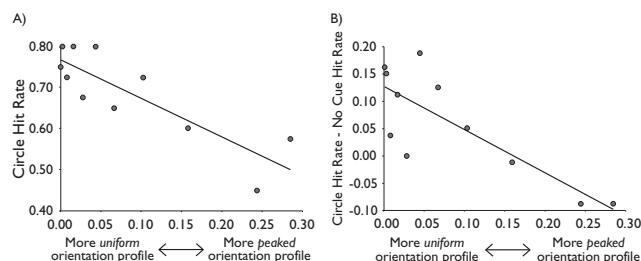 A)
Circle Hit Rate
0.80
0.70
0.60
0.50
0.40
0.00 0.05 0.10 0.15 0.20 0.25 0.30
More uniform orientation profile
More peaked orientation profile
B)
Circle Hit Rate - No Cue Hit Rate
0.20
0.15
0.10
0.05
0.00
-0.05
-0.10
0.00 0.05 0.10 0.15 0.20 0.25 0.30
More uniform orientation profile
More peaked orientation profile